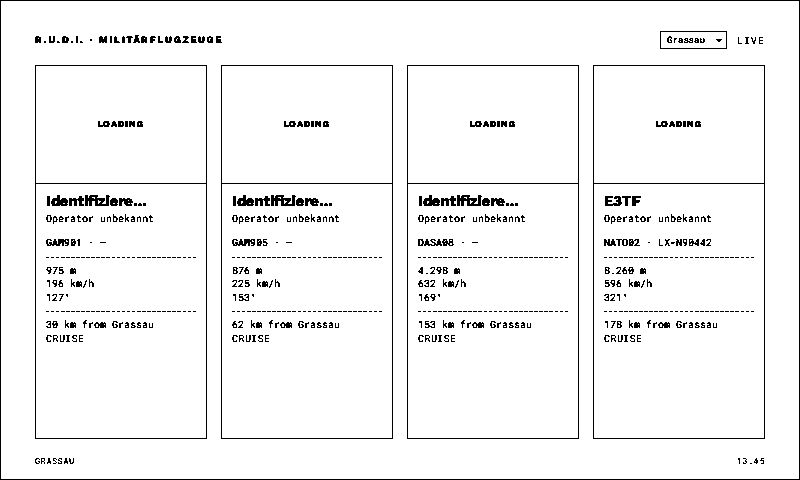 R.U.D.I. · MILITÄRFLUGZEUGE
Grassau
LIVE
LOADING
Identifiziere...
Operator unbekannt
GAM901 · —
975 m
196 km/h
127°
30 km from Grassau
CRUISE
LOADING
Identifiziere...
Operator unbekannt
GAM905 · —
876 m
225 km/h
153°
62 km from Grassau
CRUISE
LOADING
Identifiziere...
Operator unbekannt
DASA08 · —
4.298 m
632 km/h
169°
153 km from Grassau
CRUISE
LOADING
E3TF
Operator unbekannt
NATO02 · LX-N90442
8.260 m
596 km/h
321°
178 km from Grassau
CRUISE
GRASSAU
13.45